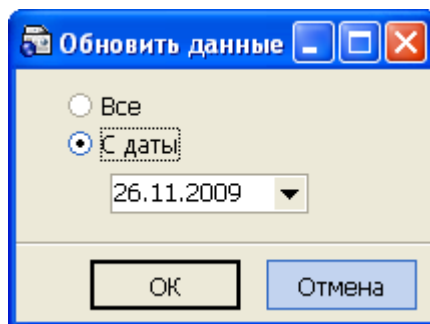 Обновить данные
Все
С даты
26.11.2009
ОК
Отмена